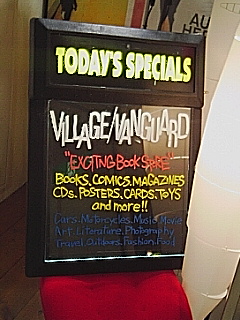 TODAY'S SPECIALS
VILLAGE/VANGUARD
"EXCITING BOOK STORE"
BOOKS, COMICS, MAGAZINES
CDs, POSTERS, CARDS, TOYS
and more!!
Cars. Motorcycles. Music. Movie
Art. Literature. Photography
Travel. Outdoors. Fashion. Food
AU